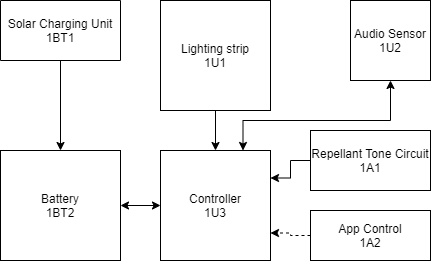 Solar Charging Unit
1BT1
Lighting strip
1U1
Audio Sensor
1U2
Battery
1BT2
Controller
1U3
Repellant Tone Circuit
1A1
App Control
1A2